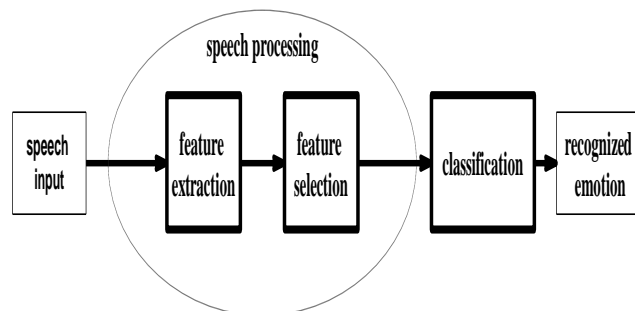 speech processing
speech
input
feature
extraction
feature
selection
classification
recognized
emotion